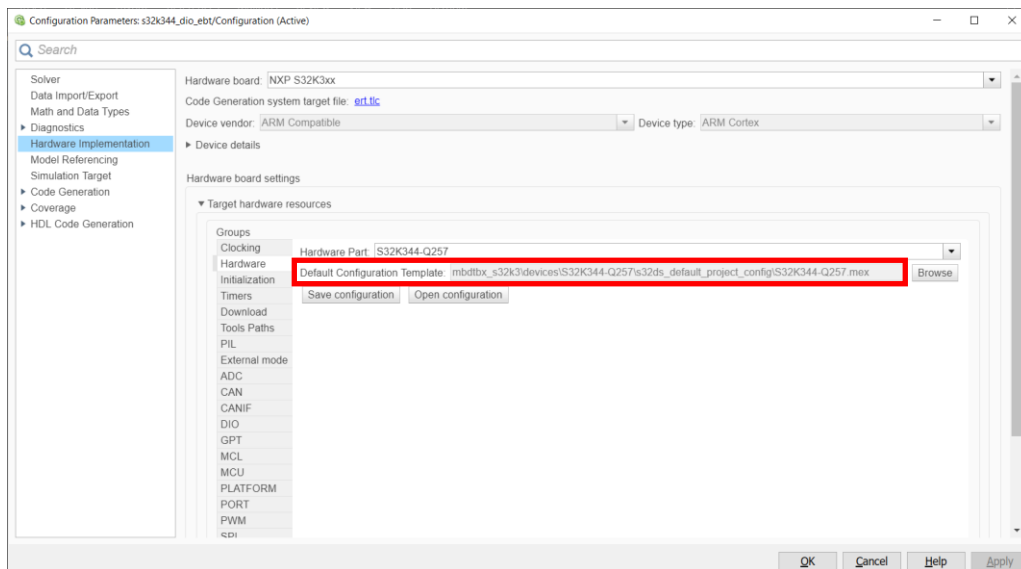 Configuration Parameters: s32k344_dio_ebt/Configuration (Active)
Search
Solver
Data Import/Export
Math and Data Types
Diagnostics
Hardware Implementation
Model Referencing
Simulation Target
Code Generation
Coverage
HDL Code Generation
Hardware board: NXP S32K3xx
Code Generation system target file: ert.tlc
Device vendor: ARM Compatible Device type: ARM Cortex
Device details
Hardware board settings
Target hardware resources
Groups
Clocking
Hardware
Initialization
Timers
Download
Tools Paths
PIL
External mode
ADC
CAN
CANIF
DIO
GPT
MCL
MCU
PLATFORM
PORT
PWM
SPI
Hardware Part: S32K344-Q257
Default Configuration Template: mbdtbx_s32k3\devices\S32K344-Q257\s32ds_default_project_config\S32K344-Q257.mex Browse
Save configuration Open configuration
OK Cancel Help Apply